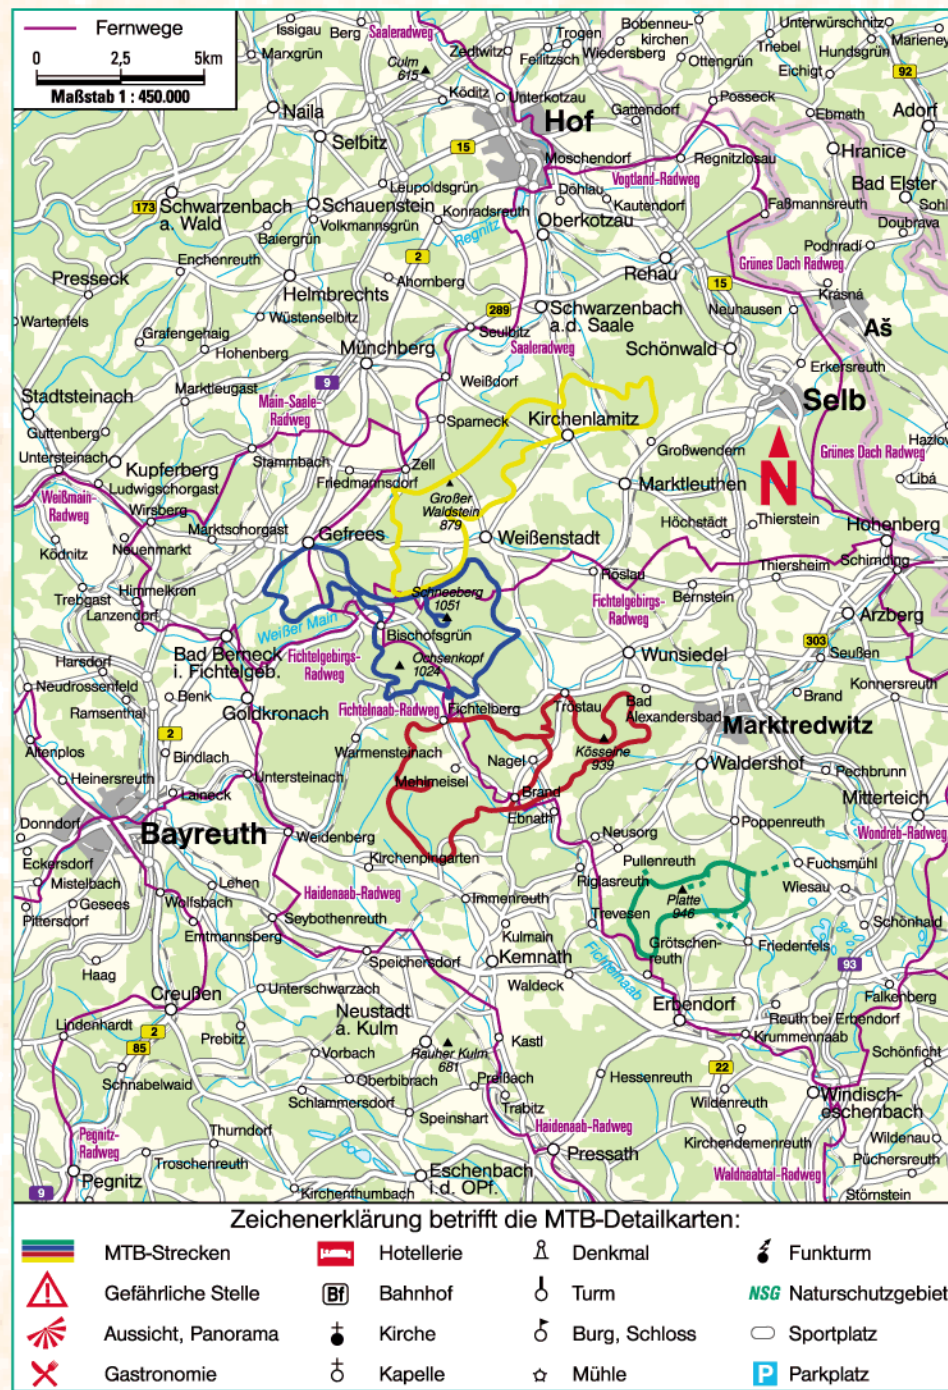 Fernwege
0 2,5 5km
Maßstab 1 : 450.000
Issigau
Berg
Saaleradweg
Marxgrün
Culm
615
Zedtwitz
Trogen
Feilitzsch
Wiedersberg
Bobenneu-
kirchen
Unterwürschnitz
Triebel
Hundsgrün
Marieney
Ottengrün
Eichigt
92
Köditz
Unterkotzau
Gattendorf
Posseck
Ebmath
Adorf
Naila
Selbitz
Hof
15
Moschendorf
Regnitzlosau
Hranice
Vogtland-Radweg
Leupoldsgrün
Döhlau
Kautendorf
Bad Elster
Sohl
173
Schwarzenbach
a. Wald
Schauenstein
Volkmannsgrün
Konradsreuth
Oberkotzau
Faßmannsreuth
Doubrava
Baiergrün
Regnitz
Podhradí
Enchenreuth
2
Rehau
Grünes Dach Radweg
Presseck
Helmbrechts
Ahornberg
15
Krásná
Wartenfels
Wüstenselbitz
289
Schwarzenbach
a.d. Saale
Neuhausen
Aš
Grafengehaig
Hohenberg
Seulbitz
Saaleradweg
Schönwald
Münchberg
Erkersreuth
Stadtsteinach
Marktleugast
9
Weißdorf
Selb
Main-Saale-
Radweg
Guttenberg
Sparneck
Kirchenlamitz
Großwendern
Grünes Dach Radweg
Hazlov
Untersteinach
Kupferberg
Stammbach
Zell
Friedmannsdorf
N
Libá
Ludwigschorgast
Großer
Waldstein
879
Marktleuthen
Weißmain-
Radweg
Wirsberg
Höchstädt
Thierstein
Hohenberg
Marktschorgast
Gefrees
Weißenstadt
Ködnitz
Neuenmarkt
Schirnding
Röslau
Thiersheim
Trebgast
Himmelkron
Schneeberg
1051
Bernstein
Lanzendorf
Fichtelgebirgs-
Radweg
Arzberg
Weißer Main
Bischofsgrün
303
Seußen
Harsdorf
Bad Berneck
i. Fichtelgeb.
Fichtelgebirgs-
Radweg
Ochsenkopf
1024
Wunsiedel
Neudrossenfeld
Benk
Konnersreuth
Ramsenthal
Goldkronach
Fichtelnaab-Radweg
Fichtelberg
Tröstau
Bad
Alexandersbad
Brand
2
Marktredwitz
Altenplos
Bindlach
Warmensteinach
Nagel
Kösseine
939
Waldershof
Pechbrunn
Heinersreuth
Untersteinach
Mehlmeisel
Laineck
Brand
Mitterteich
Donndorf
Bayreuth
Ebnath
Poppenreuth
Weidenberg
Neusorg
Wondreb-Radweg
Eckersdorf
Kirchenpingarten
Pullenreuth
Fuchsmühl
Mistelbach
Lehen
Haidenaab-Radweg
Riglasreuth
Wiesau
Gesees
Wolfsbach
Immenreuth
Platte
946
Pittersdorf
Seybothenreuth
Trevesen
Schönhaid
Emtmannsberg
Kulmain
Grötschen-
reuth
Friedenfels
Haag
Speichersdorf
Kemnath
Fichtelnaab
93
Waldeck
Creußen
Unterschwarzach
Falkenberg
Neustadt
a. Kulm
Erbendorf
Reuth bei Erbendorf
Lindenhardt
2
Prebitz
Krummennaab
85
Vorbach
Rauher Kulm
681
Kastl
Schönficht
Schnabelwaid
Oberbibrach
Preißach
Hessenreuth
22
Schlammersdorf
Trabitz
Wildenreuth
Windisch-
eschenbach
Speinshart
Pegnitz-
Radweg
Thurndorf
Haidenaab-Radweg
Kirchendemenreuth
Wildenau
Troschenreuth
Pressath
Püchersreuth
Pegnitz
Eschenbach
i.d. OPf.
Waldnaabtal-Radweg
9
Kirchenthumbach
Störnstein
Zeichenerklärung betrifft die MTB-Detailkarten:
MTB-Strecken
Hotellerie
Denkmal
Funkturm
Gefährliche Stelle
Bf Bahnhof
Turm
NSG Naturschutzgebiet
Aussicht, Panorama
Kirche
Burg, Schloss
Sportplatz
Gastronomie
Kapelle
Mühle
P Parkplatz